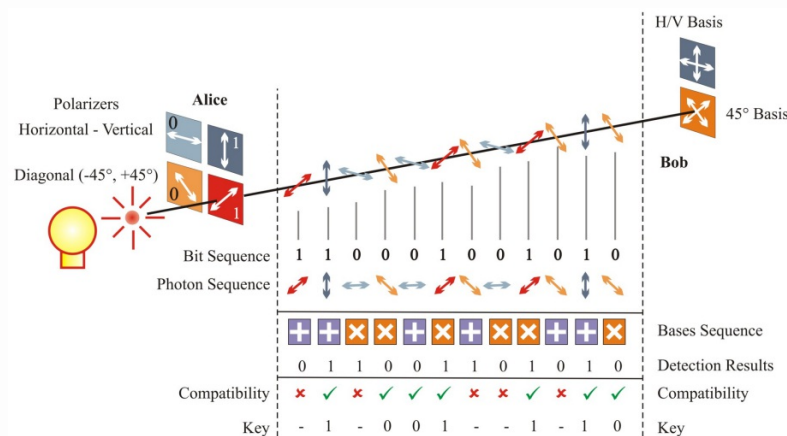 H/V Basis
Polarizers
Alice
Horizontal - Vertical
0
1
45° Basis
Diagonal (-45°, +45°)
0
1
Bob
Bit Sequence
1 1 0 0 0 1 0 0 1 0 1 0
Photon Sequence
Bases Sequence
0 1 1 0 0 1 1 0 1 0 1 0
Detection Results
Compatibility
Compatibility
Key
- 1 - 0 0 1 - - 1 - 1 0
Key